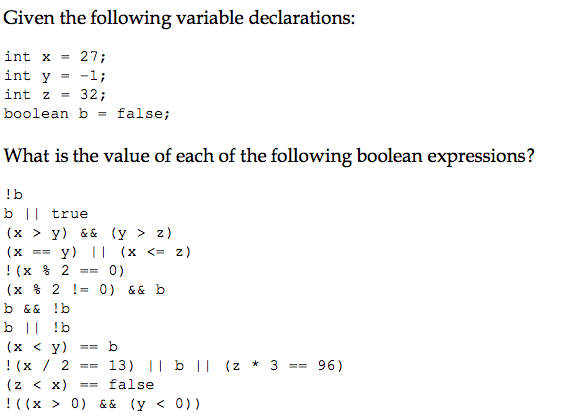 Given the following variable declarations:
int x = 27;
int y = -1;
int z = 32;
boolean b = false;
What is the value of each of the following boolean expressions?
!b
b || true
(x > y) && (y > z)
(x == y) || (x <= z)
!(x % 2 == 0)
(x % 2 != 0) && b
b && !b
b || !b
(x < y) == b
!(x / 2 == 13) || b || (z * 3 == 96)
(z < x) == false
!((x > 0) && (y < 0))